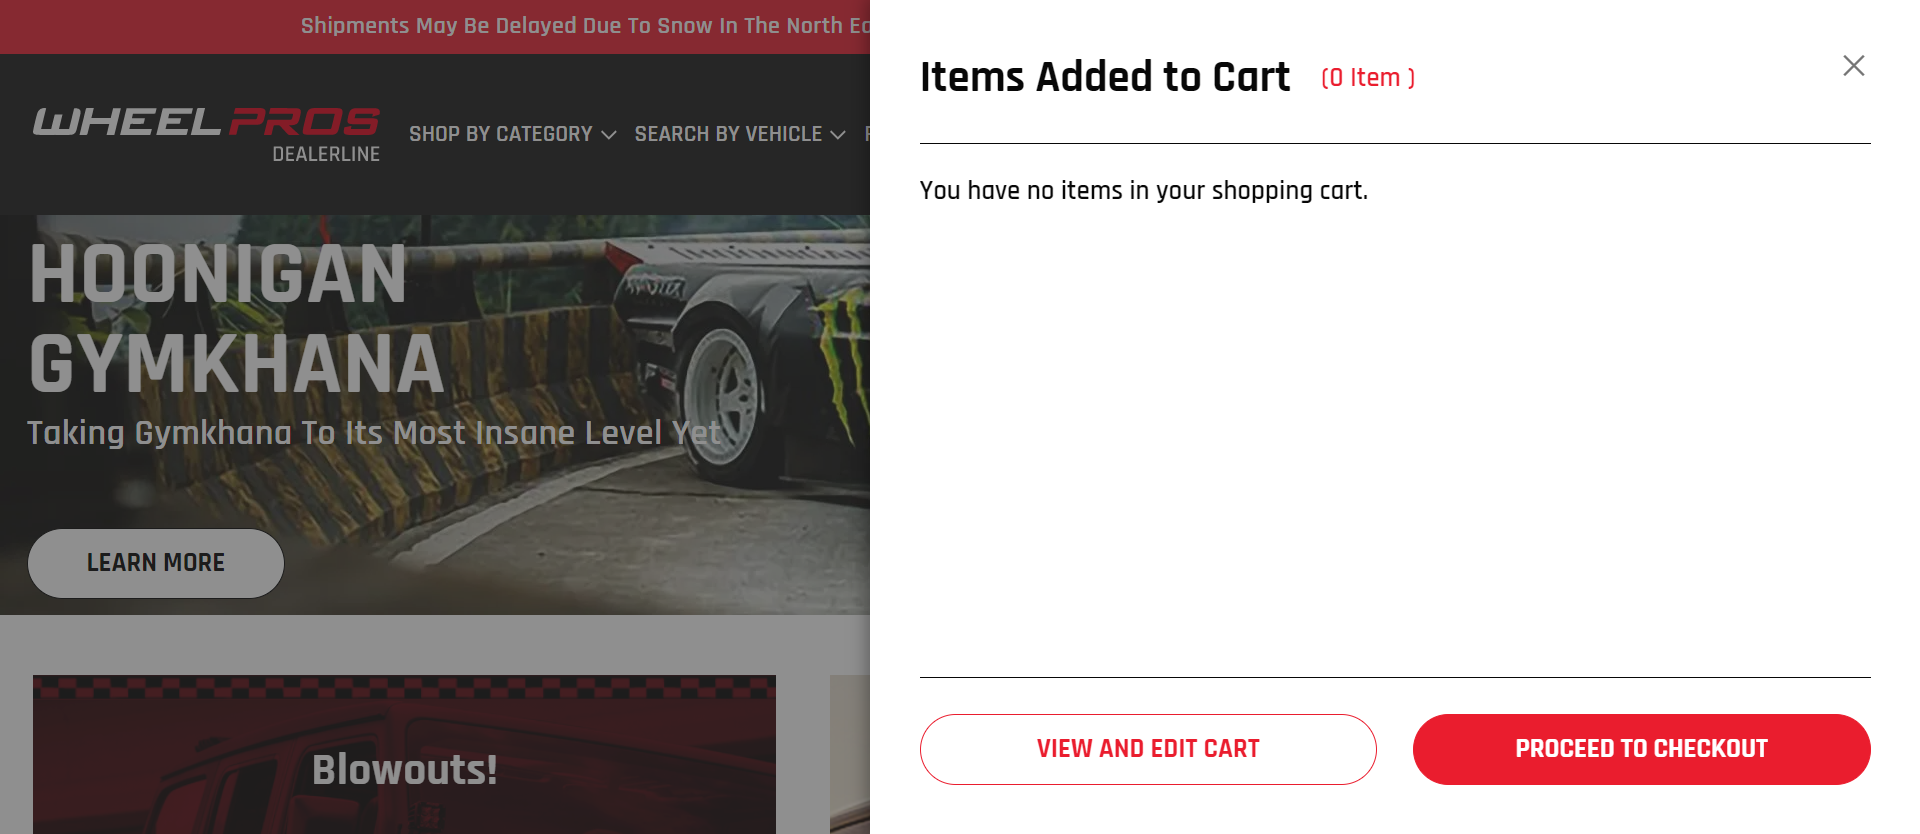 Shipments May Be Delayed Due To Snow In The North
WHEEL PROS
DEALERLINE
SHOP BY CATEGORY
SEARCH BY VEHICLE
HOONIGAN
GYMKHANA
Taking Gymkhana To Its Most Insane Level Yet
LEARN MORE
Blowouts!
Items Added to Cart (0 Item )
You have no items in your shopping cart.
VIEW AND EDIT CART
PROCEED TO CHECKOUT